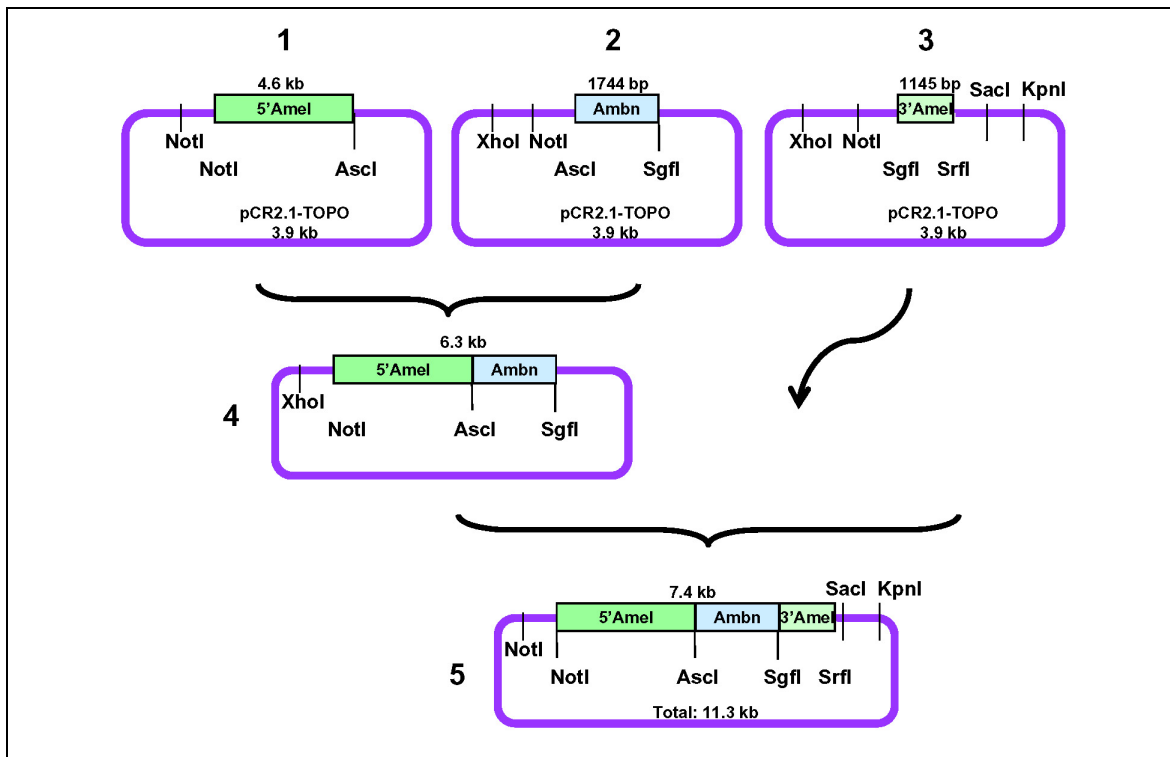 1 2 3
4.6 kb 1744 bp 1145 bp SacI KpnI
5'Amel Ambn 3'Amel
NotI XhoI NotI SgfI XhoI NotI
NotI AscI AscI SgfI SrfI
pCR2.1-TOPO pCR2.1-TOPO pCR2.1-TOPO
3.9 kb 3.9 kb 3.9 kb
6.3 kb
5'Amel Ambn
XhoI
4 NotI AscI SgfI
7.4 kb SacI KpnI
5'Amel Ambn 3'Amel
NotI
5 NotI AscI SgfI SrfI
Total: 11.3 kb